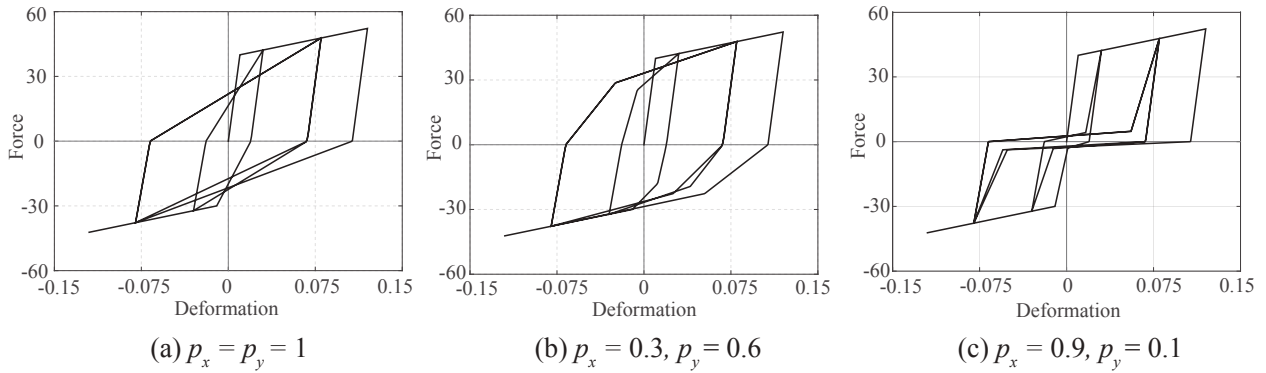 60
30
0
-30
-60
Force
-0.15 -0.075 0 0.075 0.15
Deformation
(a) pₓ = p_y = 1
60
30
0
-30
-60
Force
-0.15 -0.075 0 0.075 0.15
Deformation
(b) pₓ = 0.3, p_y = 0.6
60
30
0
-30
-60
Force
-0.15 -0.075 0 0.075 0.15
Deformation
(c) pₓ = 0.9, p_y = 0.1